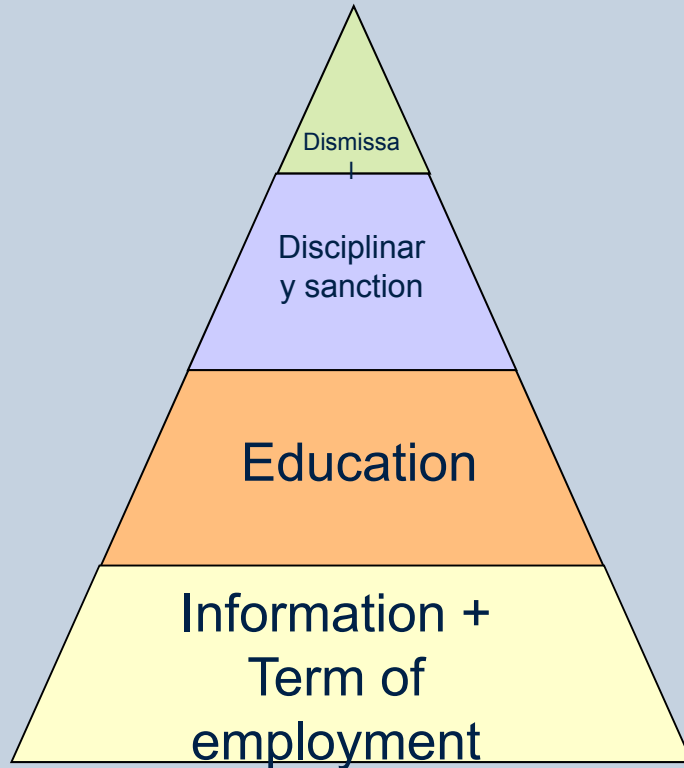 Dismissa
l
Disciplinar
y sanction
Education
Information +
Term of
employment